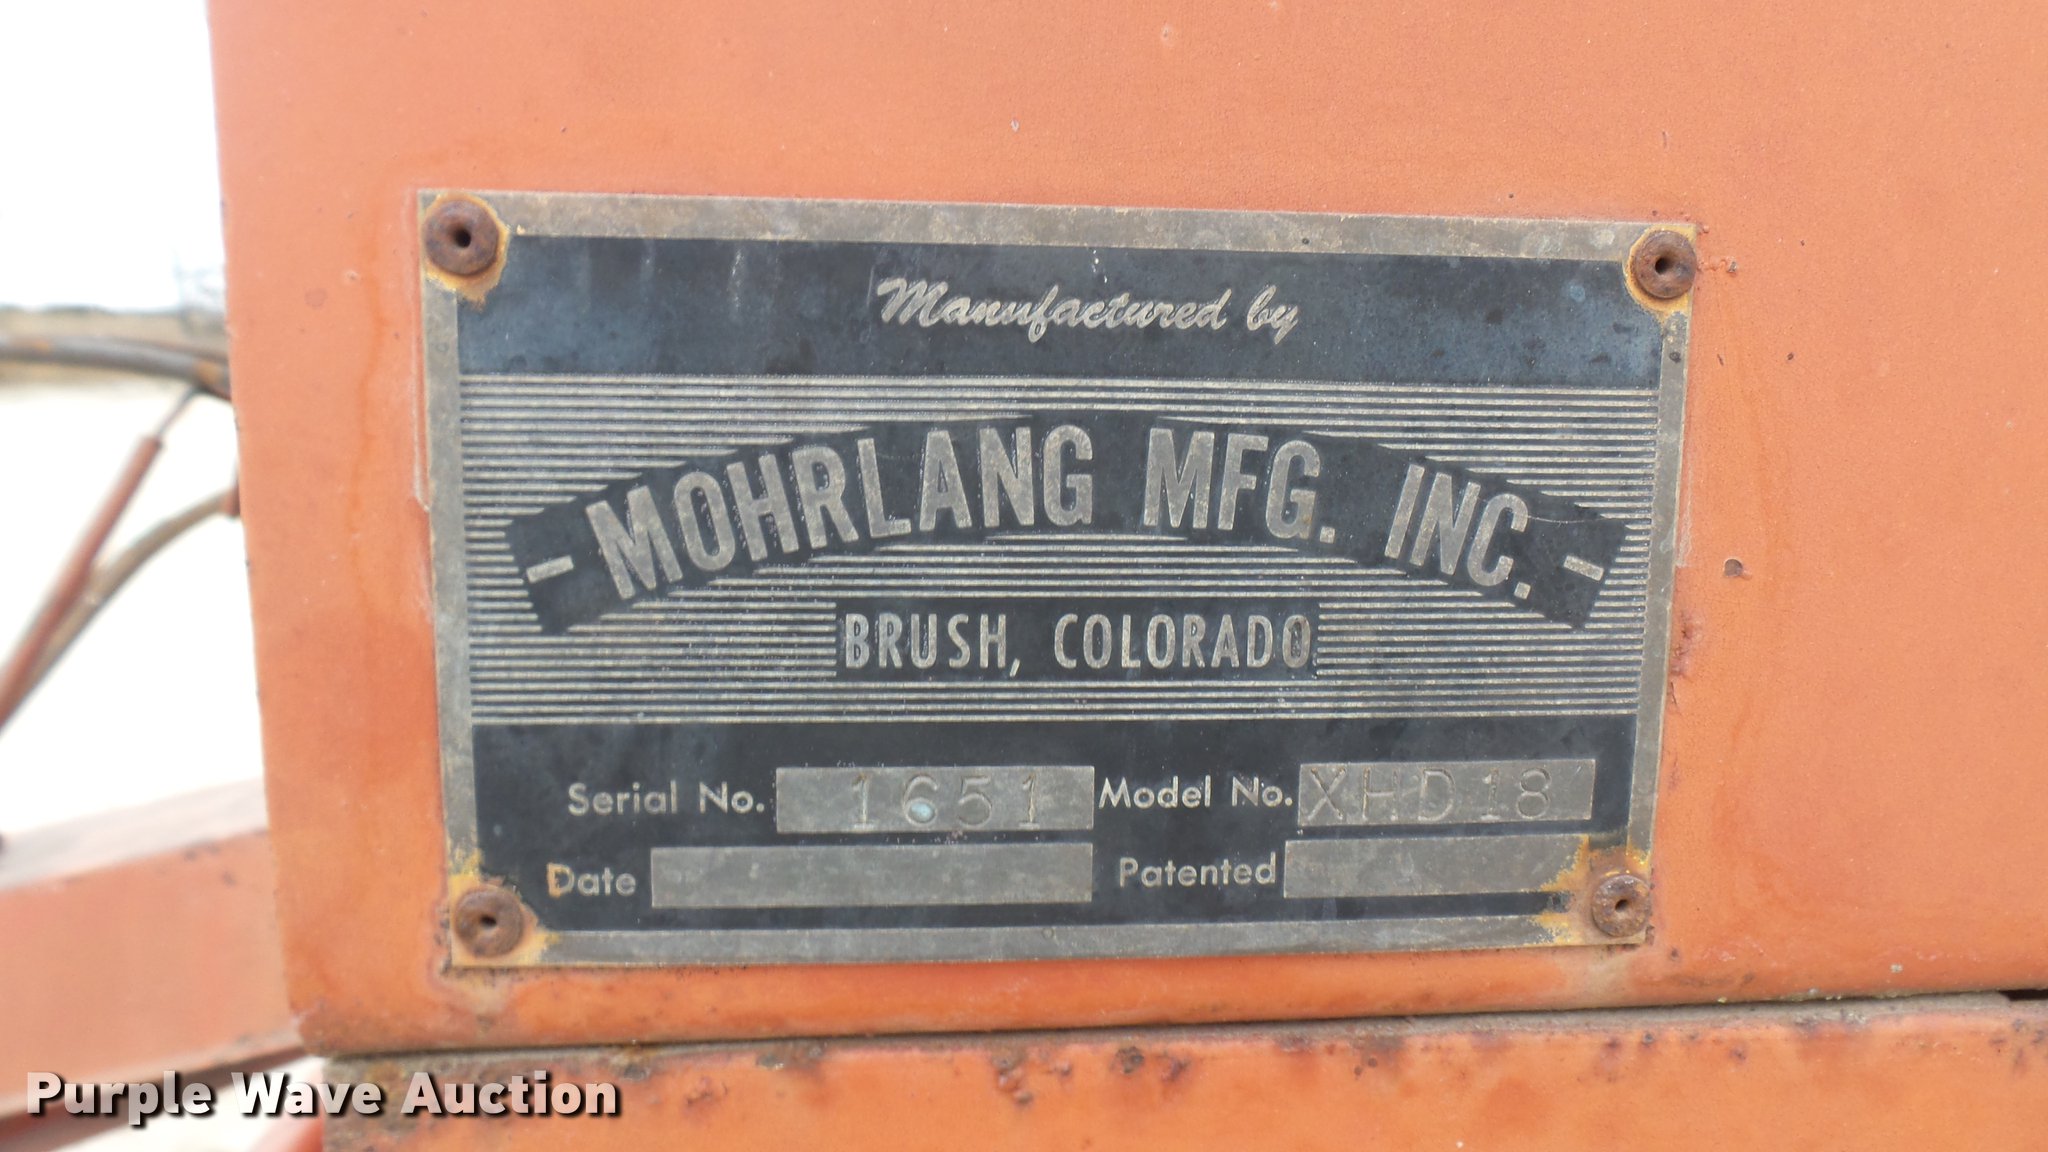 Manufactured by
- MOHRLANG MFG. INC. -
BRUSH, COLORADO
Serial No. 1651 Model No. XHD18
Date Patented
Purple Wave Auction